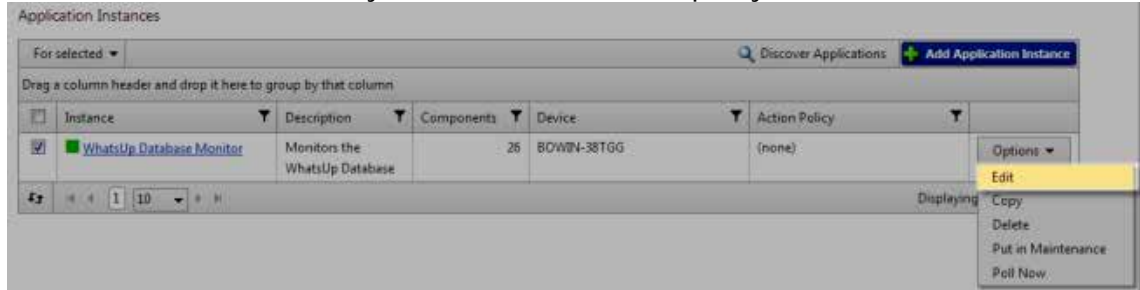 Application Instances
For selected
Discover Applications
Add Application Instance
Drag a column header and drop it here to group by that column
Instance
Description
Components
Device
Action Policy
WhatsUp Database Monitor
Monitors the
WhatsUp Database
26
BOWIN-38TGG
(none)
Options
Edit
1
10
Displaying
Copy
Delete
Put in Maintenance
Poll Now